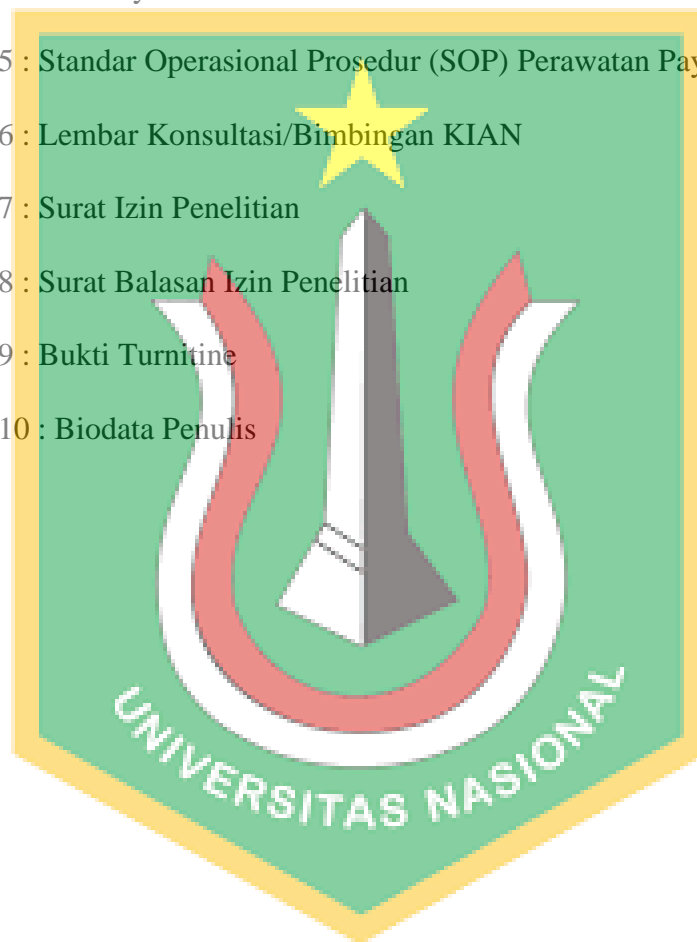 5 : Standar Operasional Prosedur (SOP) Perawatan
6 : Lembar Konsultasi/Bimbingan KIAN
7 : Surat Izin Penelitian
8 : Surat Balasan Izin Penelitian
9 : Bukti Turnitine
10 : Biodata Penulis
UNIVERSITAS NASIONAL